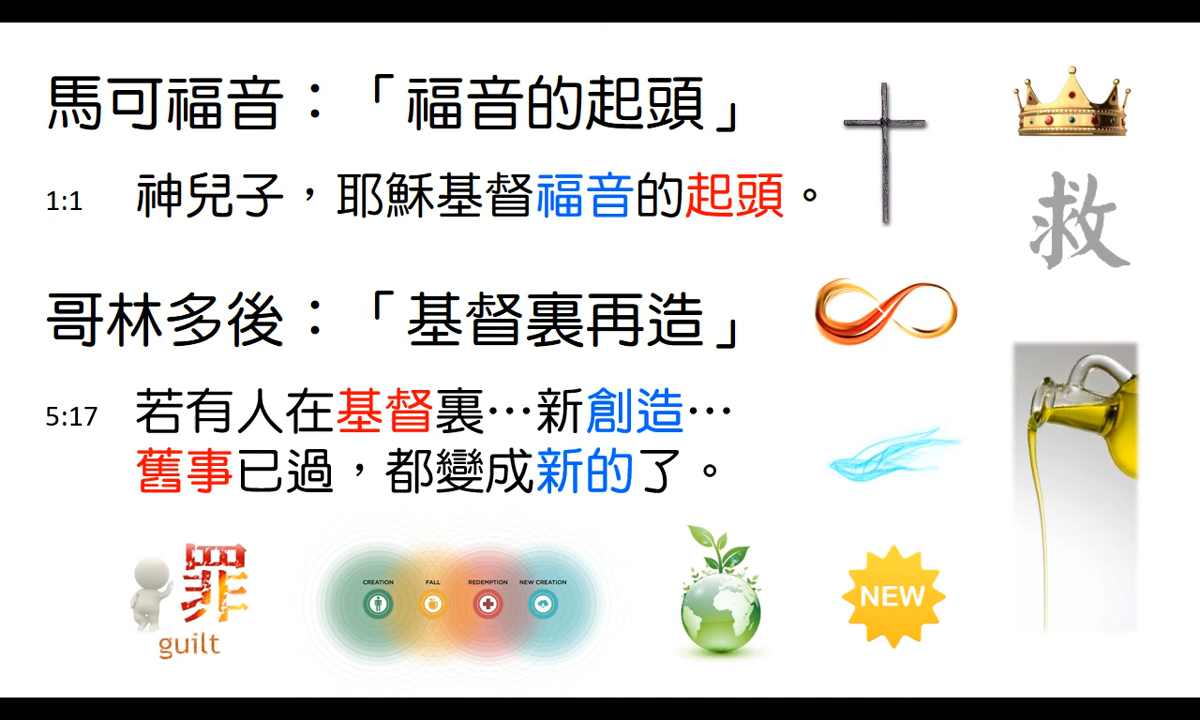 馬可福音：「福音的起頭」
1:1 神兒子，耶穌基督福音的起頭。
救
哥林多後：「基督裏再造」
5:17 若有人在基督裏…新創造…
舊事已過，都變成新的了。
罪
guilt
CREATION FALL REDEMPTION NEW CREATION
NEW